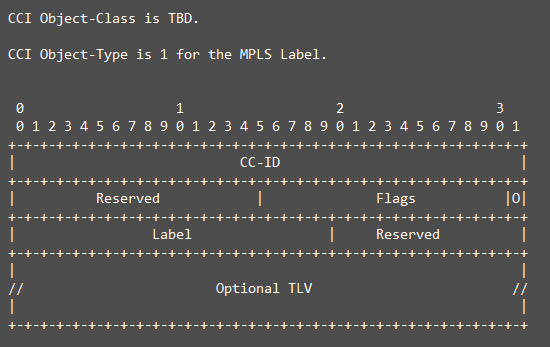 CCI Object-Class is TBD.
CCI Object-Type is 1 for the MPLS Label.
 0                   1                   2                   3
 0 1 2 3 4 5 6 7 8 9 0 1 2 3 4 5 6 7 8 9 0 1 2 3 4 5 6 7 8 9 0 1
+-+-+-+-+-+-+-+-+-+-+-+-+-+-+-+-+-+-+-+-+-+-+-+-+-+-+-+-+-+-+-+-+
|                            CC-ID                              |
+-+-+-+-+-+-+-+-+-+-+-+-+-+-+-+-+-+-+-+-+-+-+-+-+-+-+-+-+-+-+-+-+
|          Reserved            |              Flags           |O|
+-+-+-+-+-+-+-+-+-+-+-+-+-+-+-+-+-+-+-+-+-+-+-+-+-+-+-+-+-+-+-+-+
|                 Label                 |     Reserved          |
+-+-+-+-+-+-+-+-+-+-+-+-+-+-+-+-+-+-+-+-+-+-+-+-+-+-+-+-+-+-+-+-+
|                                                               |
//                        Optional TLV                         //
|                                                               |
+-+-+-+-+-+-+-+-+-+-+-+-+-+-+-+-+-+-+-+-+-+-+-+-+-+-+-+-+-+-+-+-+